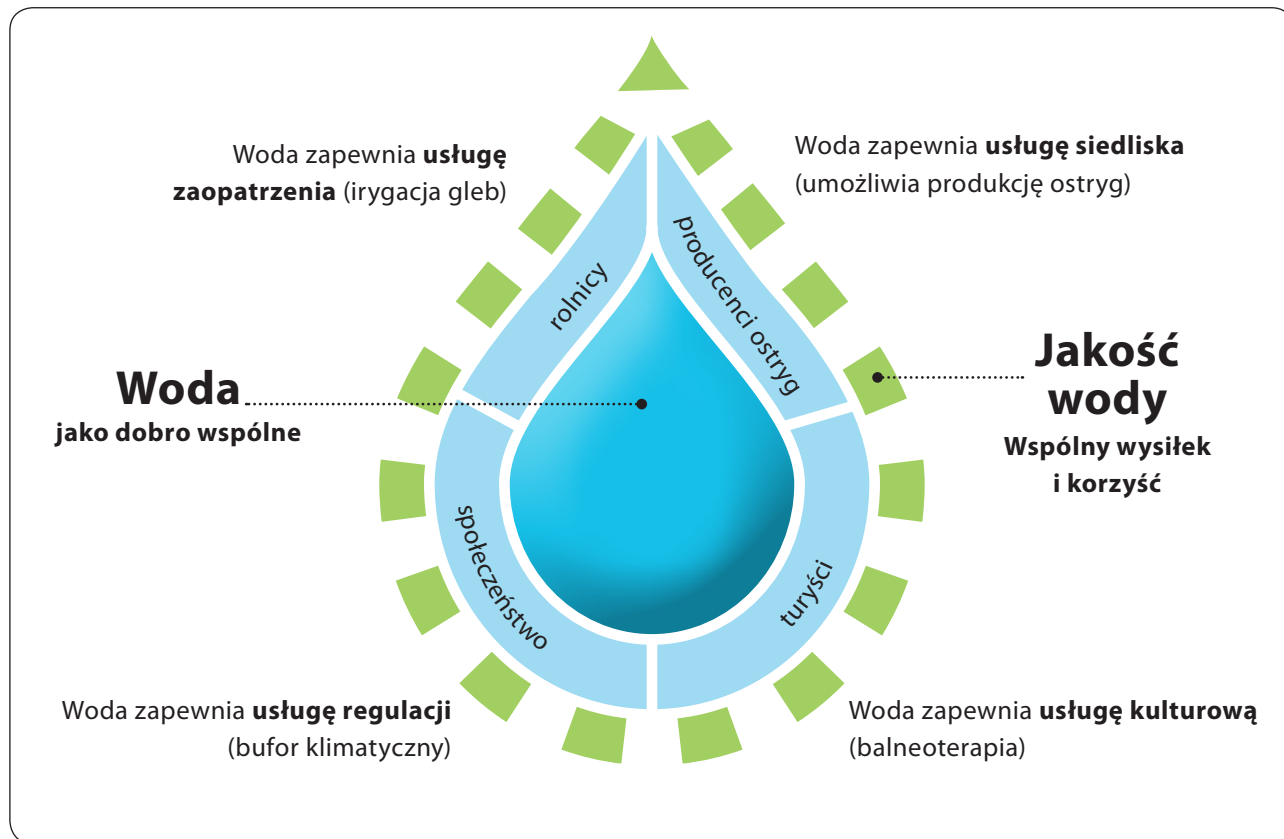 Woda zapewnia usługę
zaopatrzenia (irygacja gleb)
Woda zapewnia usługę siedliska
(umożliwia produkcję ostryg)
rolnicy
producenci ostryg
Woda
jako dobro wspólne
Jakość
wody
Wspólny wysiłek
i korzyść
społeczeństwo
turyści
Woda zapewnia usługę regulacji
(bufor klimatyczny)
Woda zapewnia usługę kulturową
(balneoterapia)